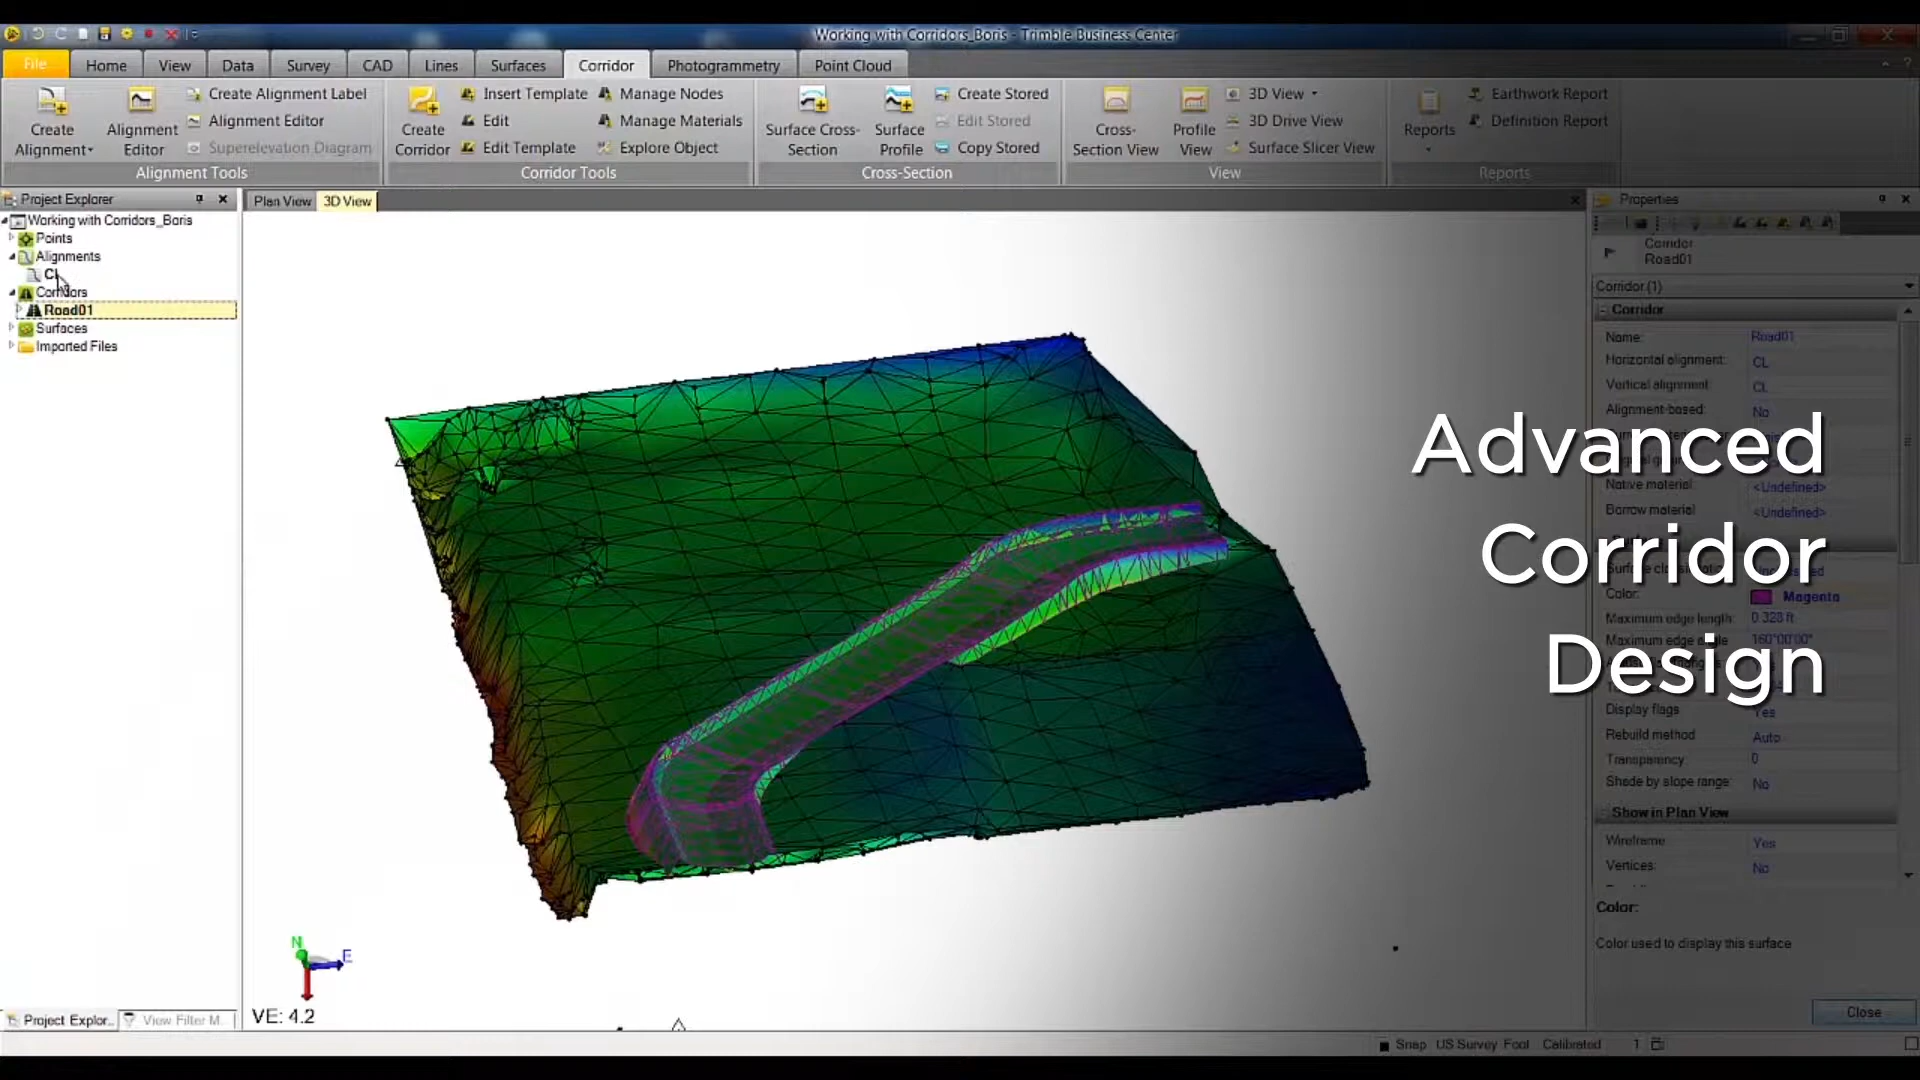 Working with Corridors_Boris - Trimble Business Center
File Home View Data Survey CAD Lines Surfaces Corridor Photogrammetry Point Cloud
Create Alignment
Alignment Editor
Create Alignment Label
Alignment Editor
Superelevation Diagram
Alignment Tools
Create Corridor
Insert Template
Edit
Edit Template
Manage Nodes
Manage Materials
Explore Object
Corridor Tools
Surface Cross-Section
Surface Profile
Create Stored
Edit Stored
Copy Stored
Cross-Section
Cross-Section View
Profile View
3D View
3D Drive View
Surface Slicer View
View
Reports
Earthwork Report
Definition Report
Reports
Project Explorer
Working with Corridors_Boris
Points
Alignments
Corridors
Road01
Surfaces
Imported Files
Project Explor...
View Filter M...
Plan View 3D View
N
E
VE: 4.2
Advanced
Corridor
Design
Properties
Corridor
Road01
Corridor (1)
Corridor
Name: Road01
Horizontal alignment: CL
Vertical alignment: CL
Alignment-based: No
Native material: <Undefined>
Borrow material: <Undefined>
Color: Magenta
Maximum edge length: 0.328 ft
Maximum edge angle 160°00'00"
Display flags Yes
Rebuild method Auto
Transparency: 0
Shade by slope range: No
Show in Plan View
Wireframe Yes
Vertices: No
Color:
Color used to display this surface
Close
Snap US Survey Foot Calibrated 1